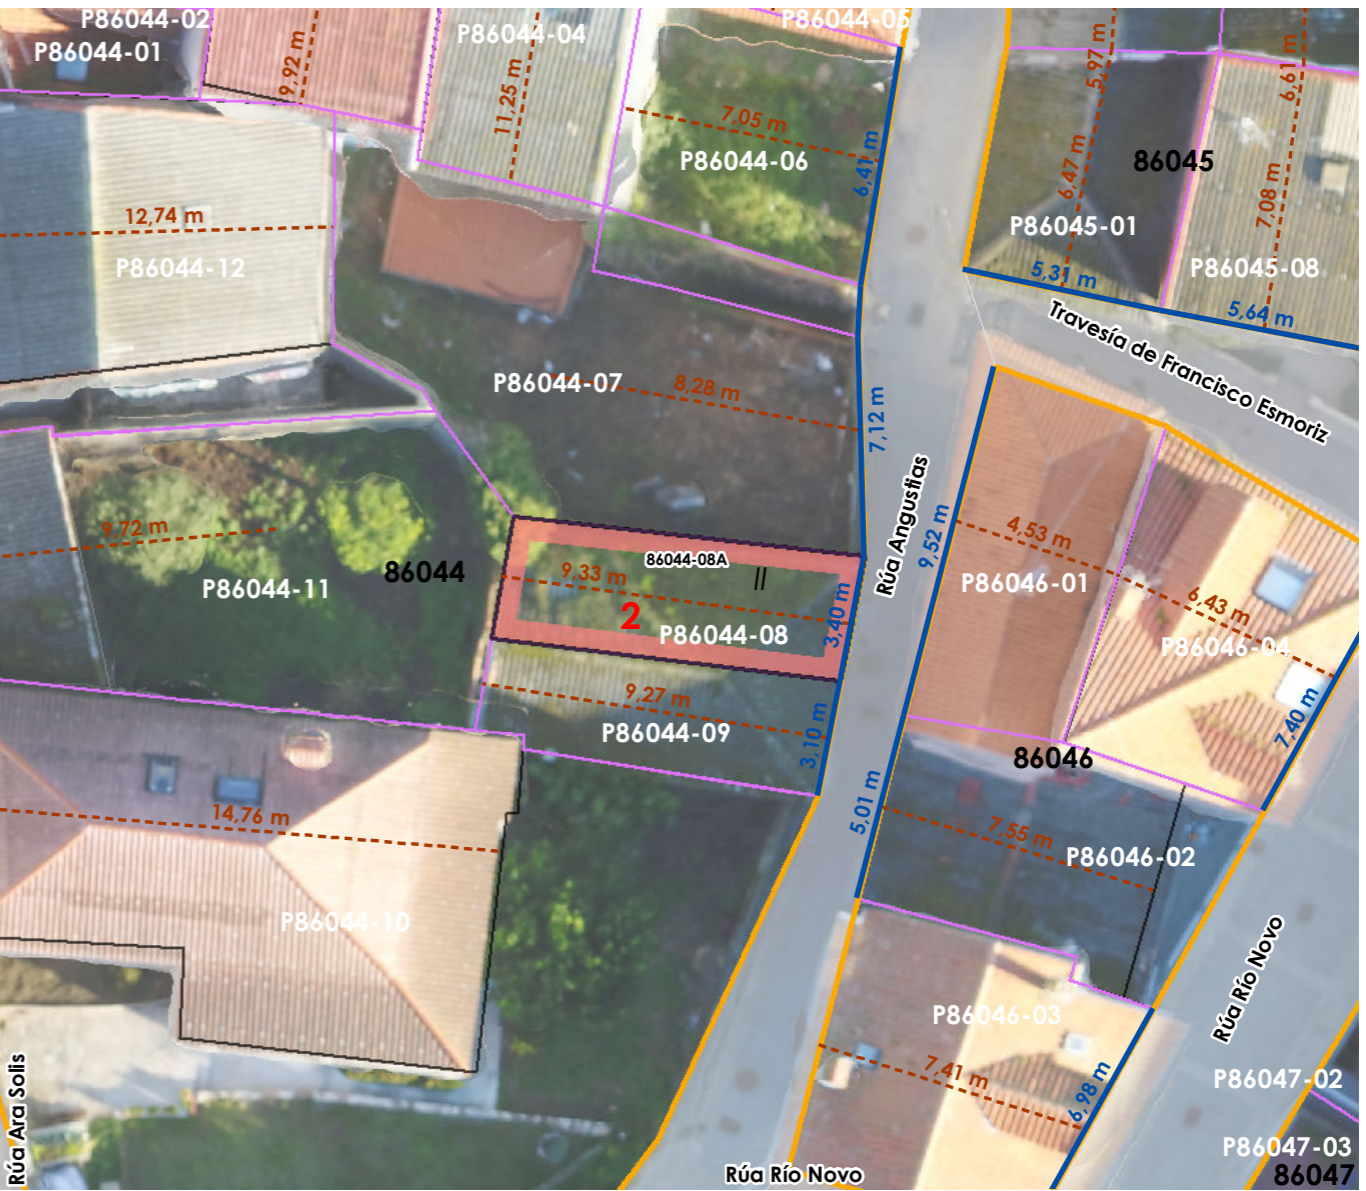 P86044-02
P86044-05
P86044-01
P86044-04
9,92 m
11,25 m
5,97 m
6,61 m
7,05 m
P86044-06
6,41 m
86045
6,47 m
7,08 m
12,74 m
P86045-01
P86044-12
P86045-08
5,31 m
5,64 m
Travesía de Francisco Esmoriz
P86044-07
8,28 m
7,12 m
Rúa Angustias
9,52 m
9,72 m
4,53 m
86044-08A
II
86044
9,33 m
P86044-11
P86046-01
6,43 m
2
P86044-08
3,40 m
P86046-04
9,27 m
P86044-09
3,10 m
7,40 m
86046
14,76 m
5,01 m
7,55 m
P86046-02
P86044-10
Rúa Río Novo
P86046-03
7,41 m
6,98 m
P86047-02
Rúa Ara Solis
P86047-03
Rúa Río Novo
86047